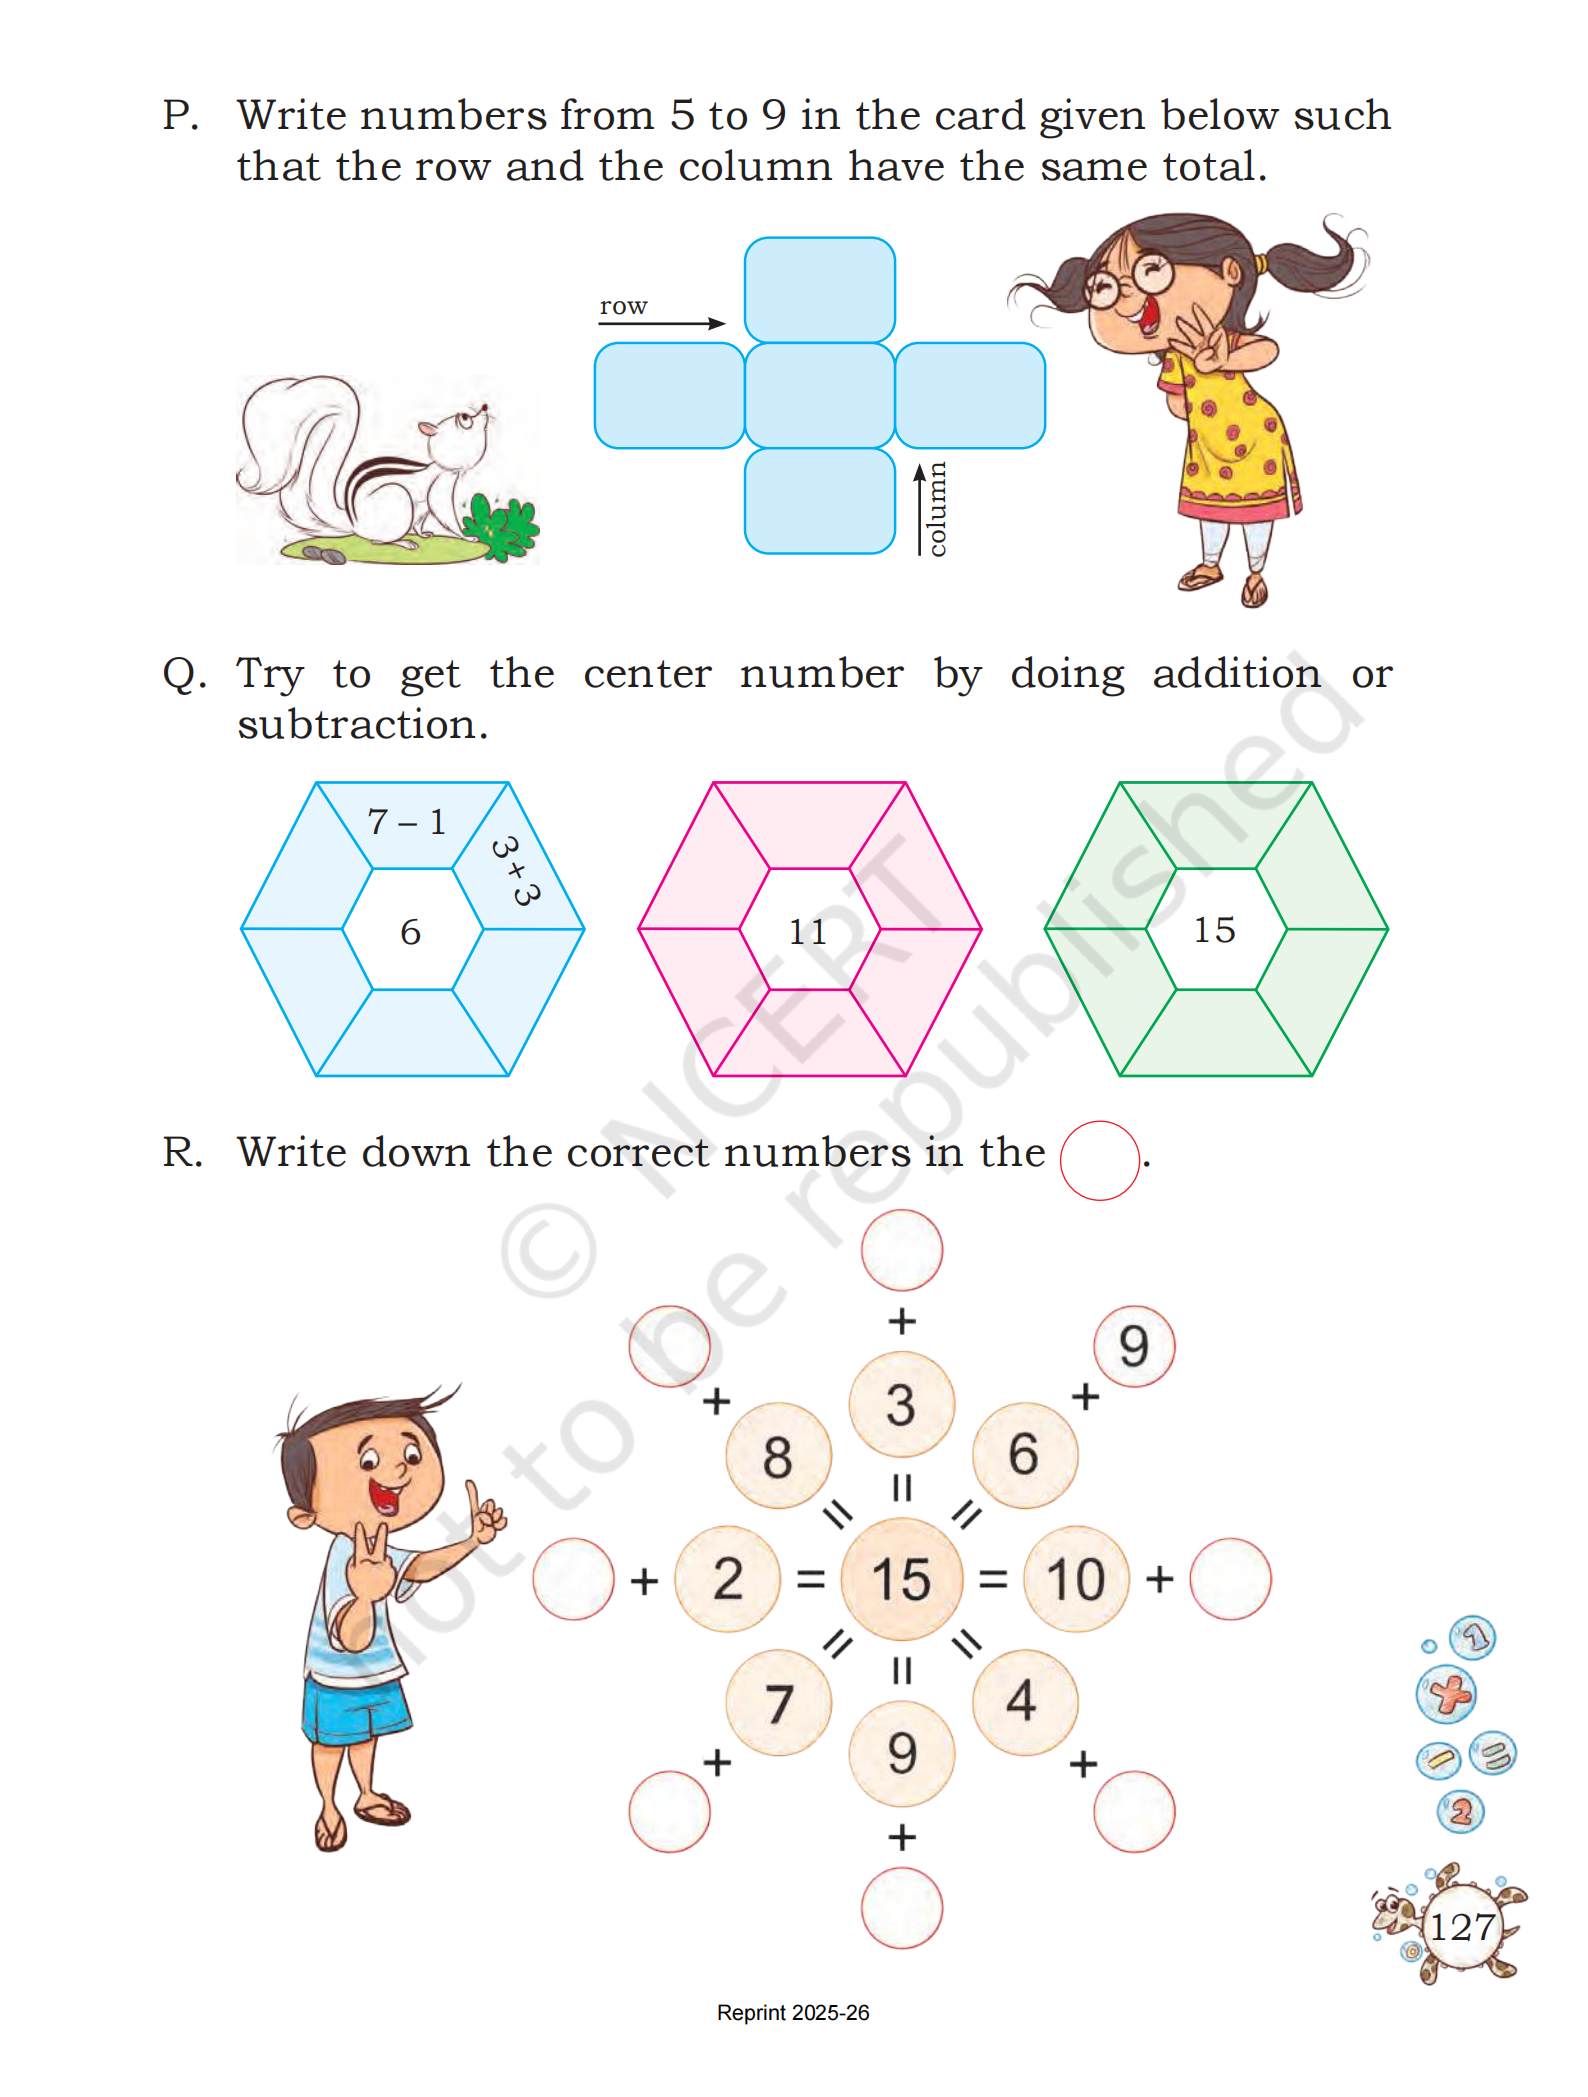 P. Write numbers from 5 to 9 in the card given below such
that the row and the column have the same total.
row
column
Q. Try to get the center number by doing addition or
subtraction.
7 – 1
3+3
6
11
15
R. Write down the correct numbers in the .
+
+ 9
+ 3 +
8 6
=
= =
+ 2 = 15 = 10 +
= =
=
7 4
9
+ +
+
1
+
– =
2
127
© NCERT
not to be republished
Reprint 2025-26